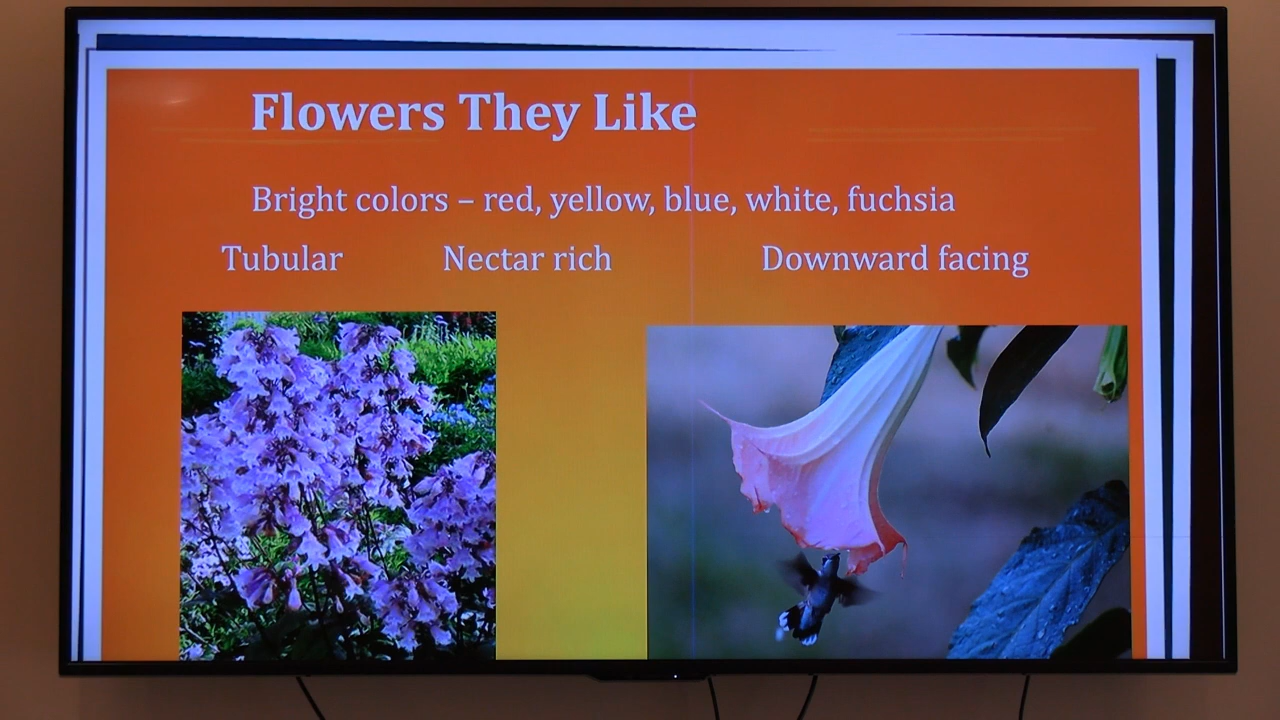 Flowers They Like
Bright colors – red, yellow, blue, white, fuchsia
Tubular Nectar rich Downward facing